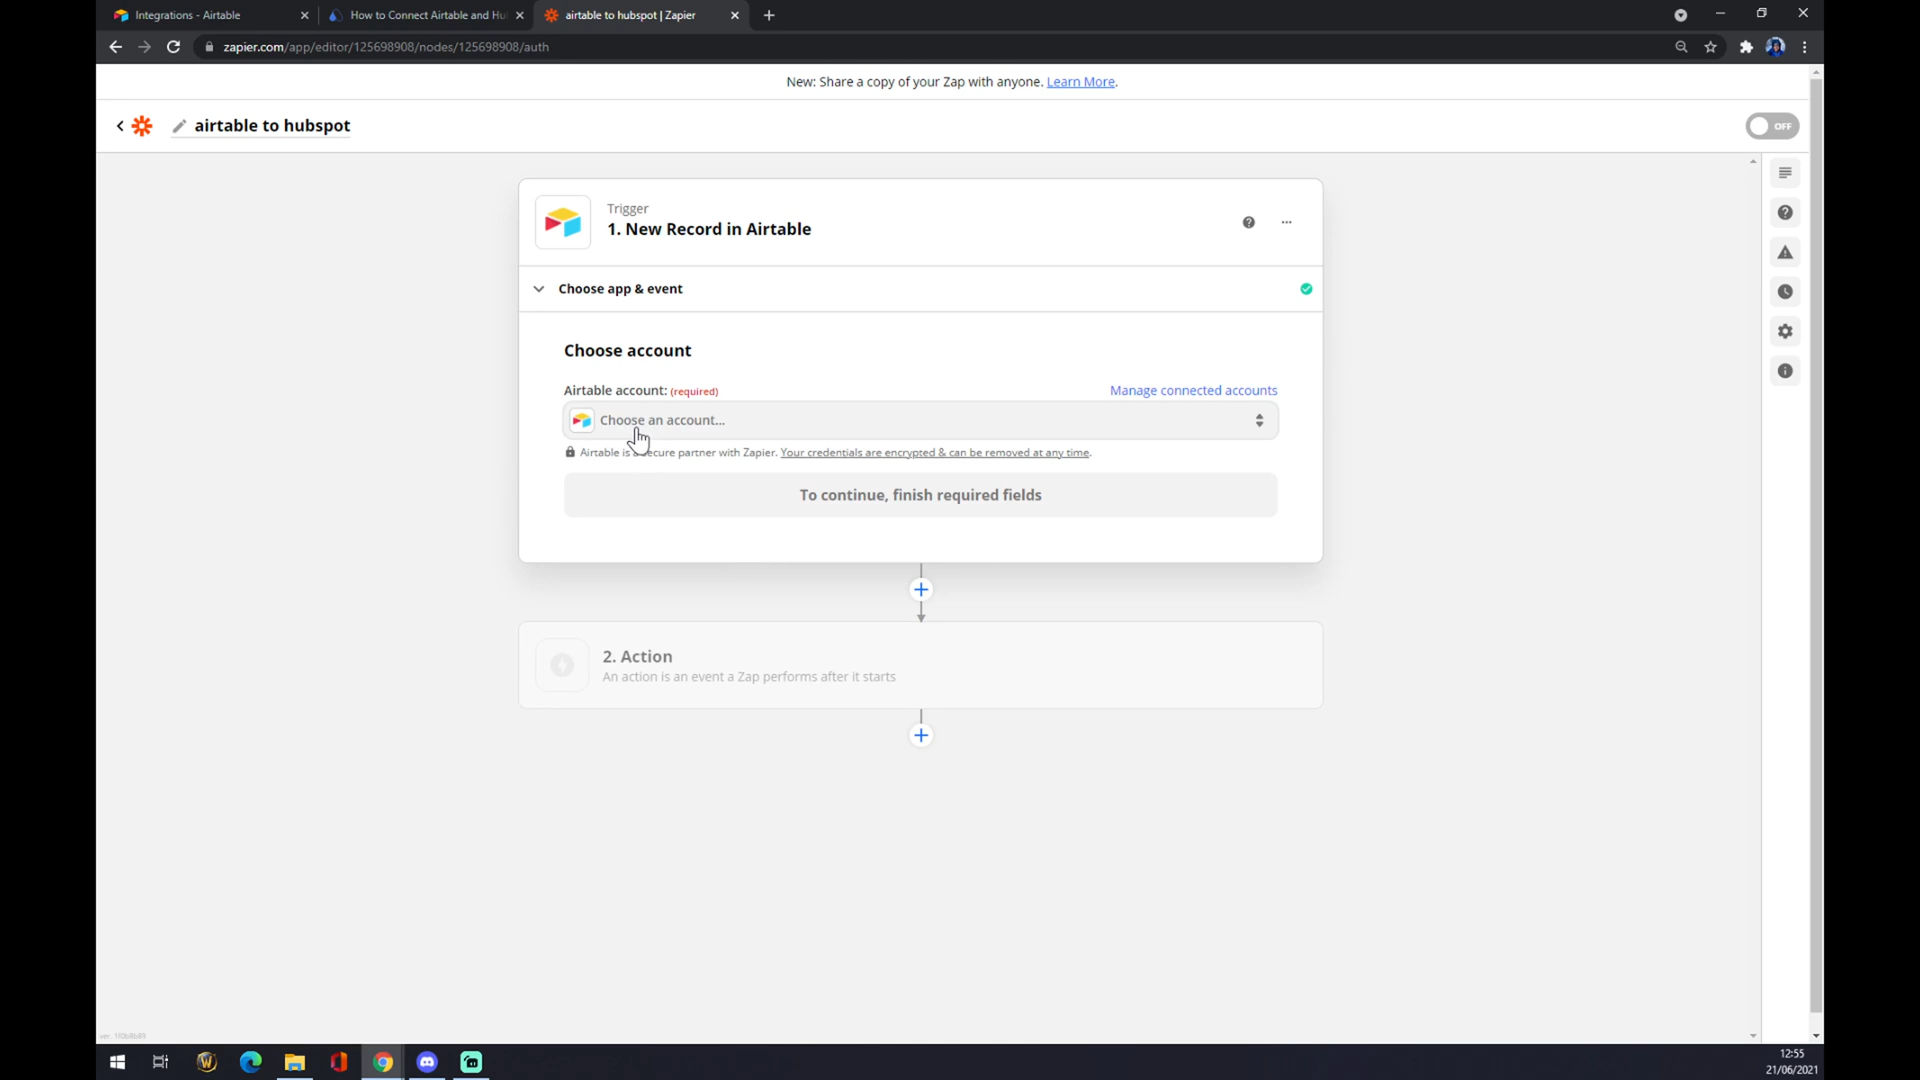 Integrations - Airtable
How to Connect Airtable and Hu
airtable to hubspot | Zapier
zapier.com/app/editor/125698908/nodes/125698908/auth
New: Share a copy of your Zap with anyone. Learn More.
airtable to hubspot
OFF
Trigger
1. New Record in Airtable
Choose app & event
Choose account
Airtable account: (required)
Manage connected accounts
Choose an account...
Airtable is secure partner with Zapier. Your credentials are encrypted & can be removed at any time.
To continue, finish required fields
2. Action
An action is an event a Zap performs after it starts
12:55
21/06/2021